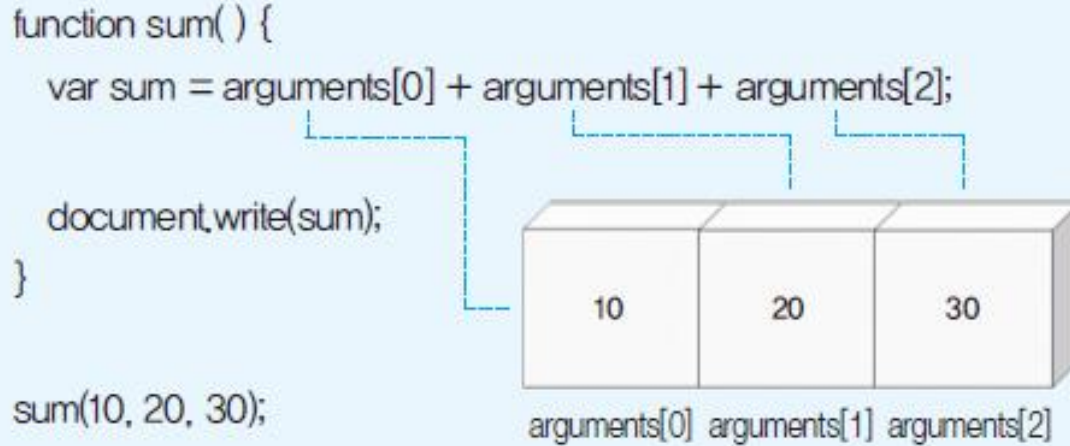 function sum( ) {
var sum = arguments[0] + arguments[1] + arguments[2];
document.write(sum);
}
10 20 30
sum(10, 20, 30);
arguments[0] arguments[1] arguments[2]